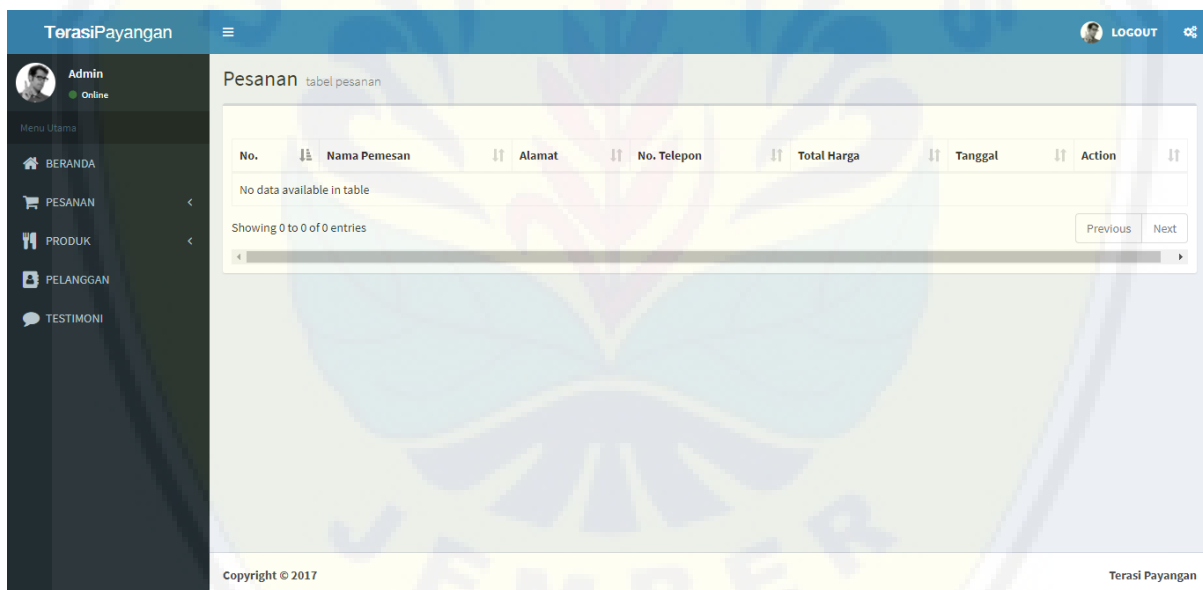 TerasiPayangan
LOGOUT
Admin
Online
Menu Utama
BERANDA
PESANAN
PRODUK
PELANGGAN
TESTIMONI
Pesanan tabel pesanan
No. Nama Pemesan Alamat No. Telepon Total Harga Tanggal Action
No data available in table
Showing 0 to 0 of 0 entries
Previous Next
JEMBER
Copyright © 2017 Terasi Payangan